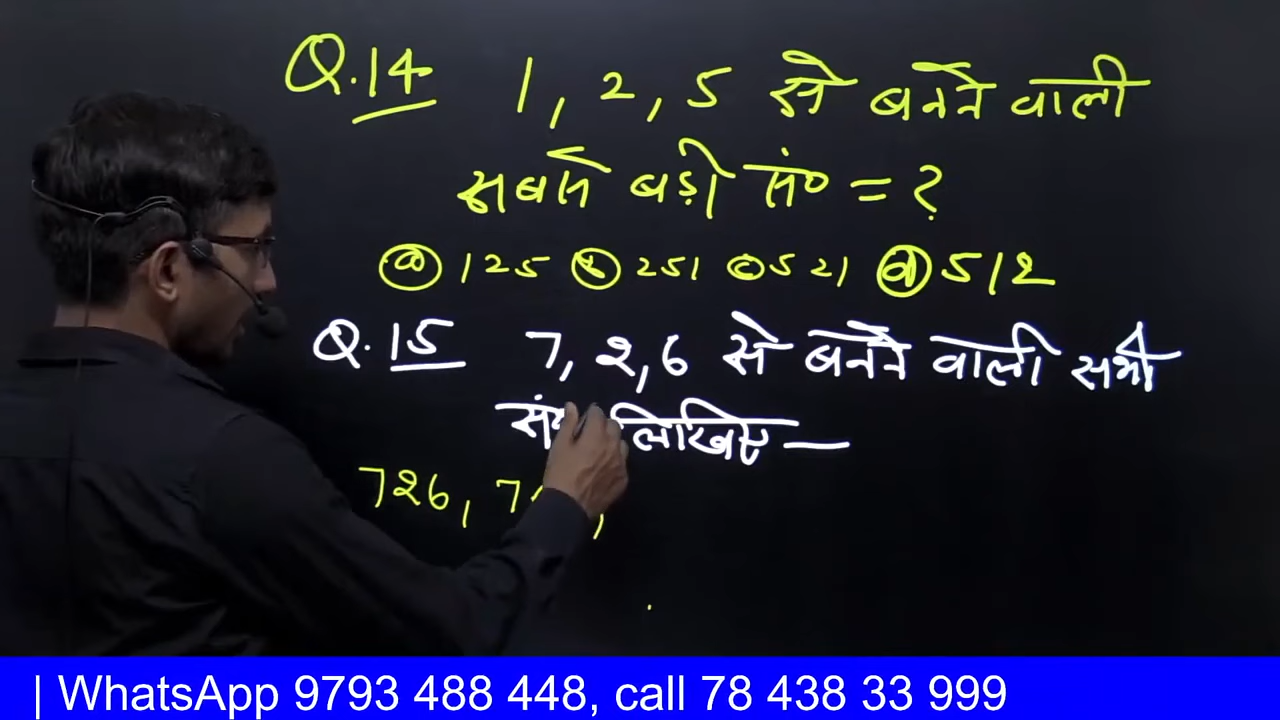 Q.14 1, 2, 5 से बनने वाली
सबसे बड़ी सं० = ?
(a) 125 (b) 251 (c) 521 (d) 512
Q.15 7, 2, 6 से बनने वाली सभी
लिखिए —
726,
| WhatsApp 9793 488 448, call 78 438 33 999